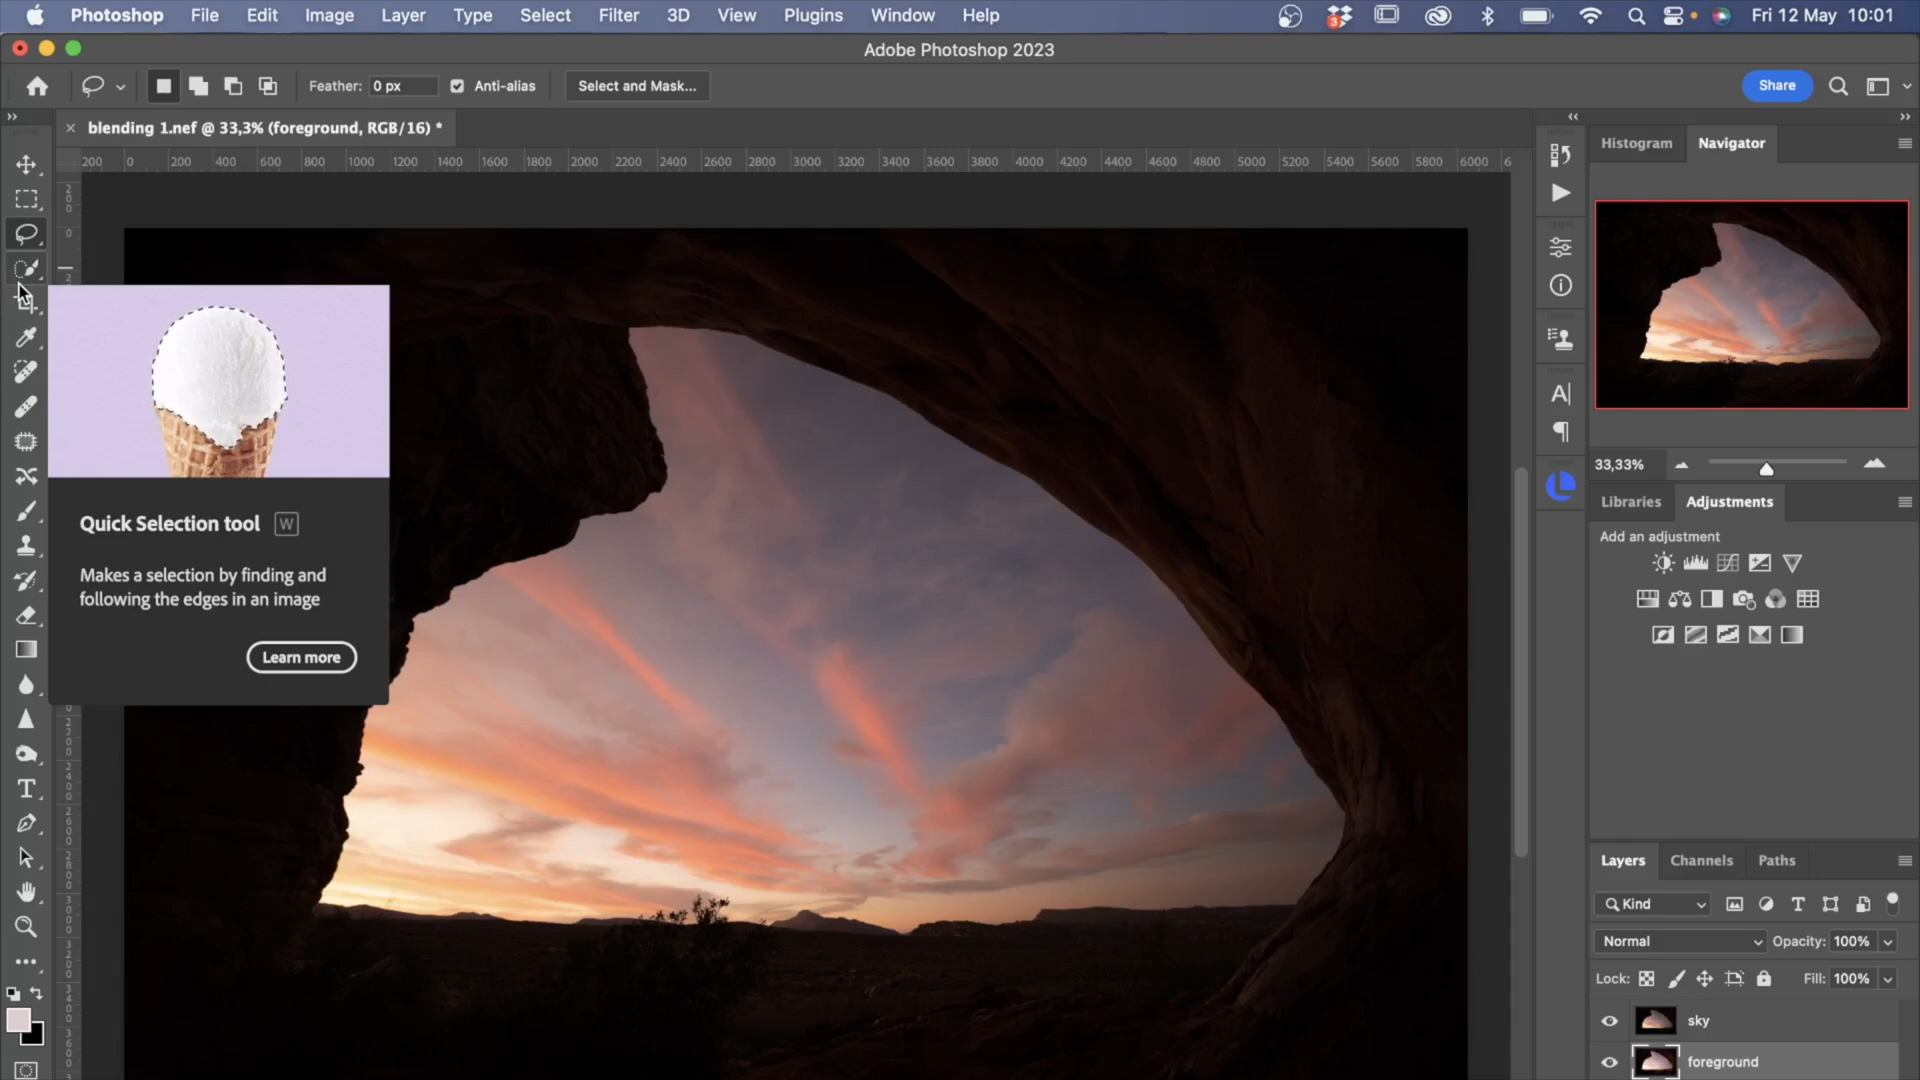 Photoshop File Edit Image Layer Type Select Filter 3D View Plugins Window Help 3 Fri 12 May 10:01
Adobe Photoshop 2023
Feather: 0 px Anti-alias Select and Mask... Share
blending 1.nef @ 33,3% (foreground, RGB/16) *
200 0 200 400 600 800 1000 1200 1400 1600 1800 2000 2200 2400 2600 2800 3000 3200 3400 3600 3800 4000 4200 4400 4600 4800 5000 5200 5400 5600 5800 6000 6
Histogram Navigator
Quick Selection tool W
Makes a selection by finding and
following the edges in an image
Learn more
33,33%
Libraries Adjustments
Add an adjustment
Layers Channels Paths
Kind
Normal Opacity: 100%
Lock: Fill: 100%
sky
foreground